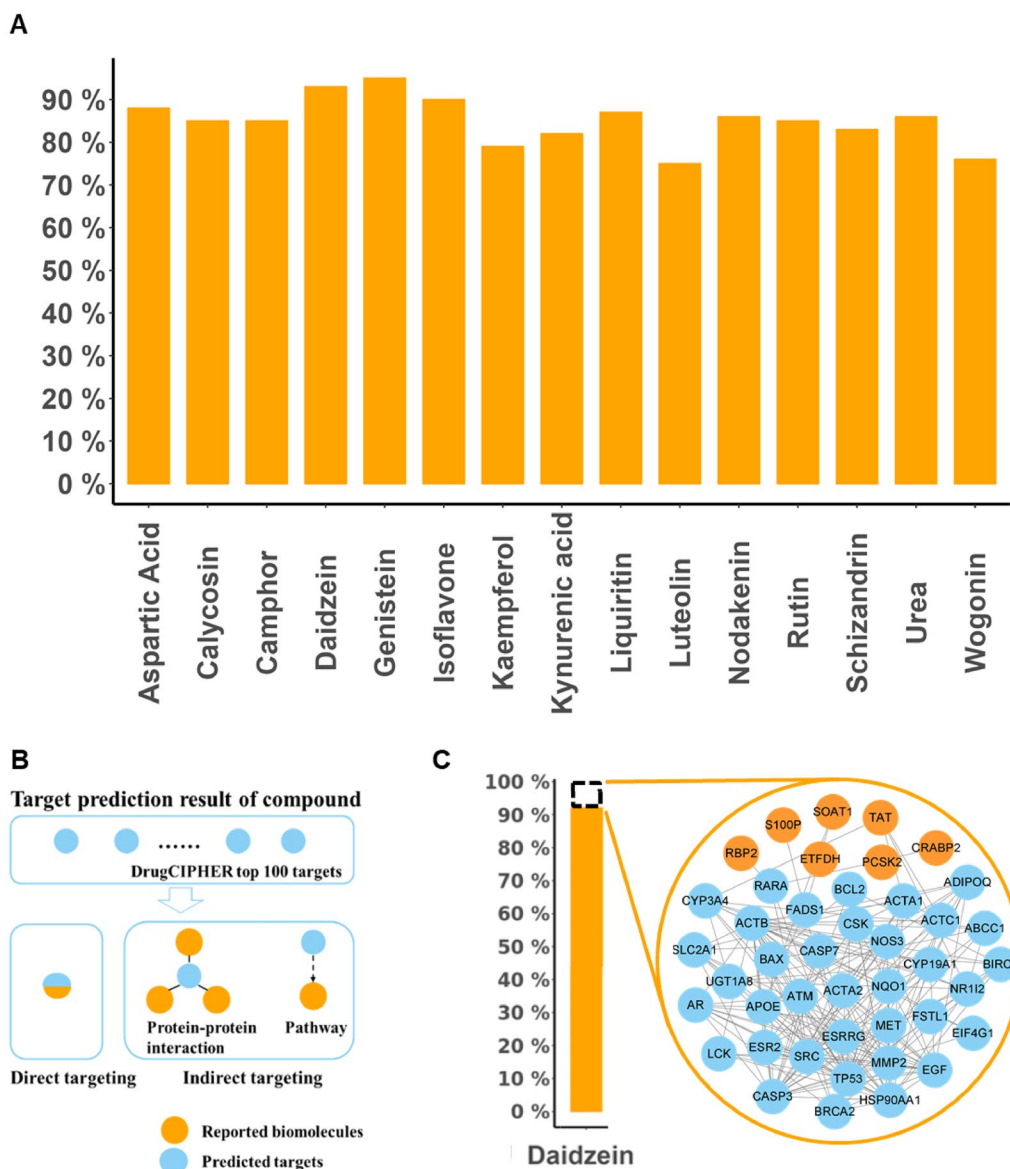 A
90 %
80 %
70 %
60 %
50 %
40 %
30 %
20 %
10 %
0 %
Aspartic Acid
Calycosin
Camphor
Daidzein
Genistein
Isoflavone
Kaempferol
Kynurenic acid
Liquiritin
Luteolin
Nodakenin
Rutin
Schizandrin
Urea
Wogonin
B
Target prediction result of compound
......
DrugCIPHER top 100 targets
Protein-protein
interaction
Pathway
Direct targeting
Indirect targeting
Reported biomolecules
Predicted targets
C
100 %
90 %
80 %
70 %
60 %
50 %
40 %
30 %
20 %
10 %
0 %
Daidzein
SOAT1
S100P
TAT
RBP2
ETFDH
PCSK2
CRABP2
RARA
BCL2
ADIPOQ
CYP3A4
FADS1
ACTA1
ACTB
CSK
ACTC1
ABCC1
SLC2A1
BAX
CASP7
NOS3
CYP19A1
BIRC
UGT1A8
ATM
ACTA2
NQO1
NR1I2
AR
APOE
ESRRG
MET
FSTL1
EIF4G1
LCK
ESR2
SRC
TP53
MMP2
EGF
CASP3
BRCA2
HSP90AA1